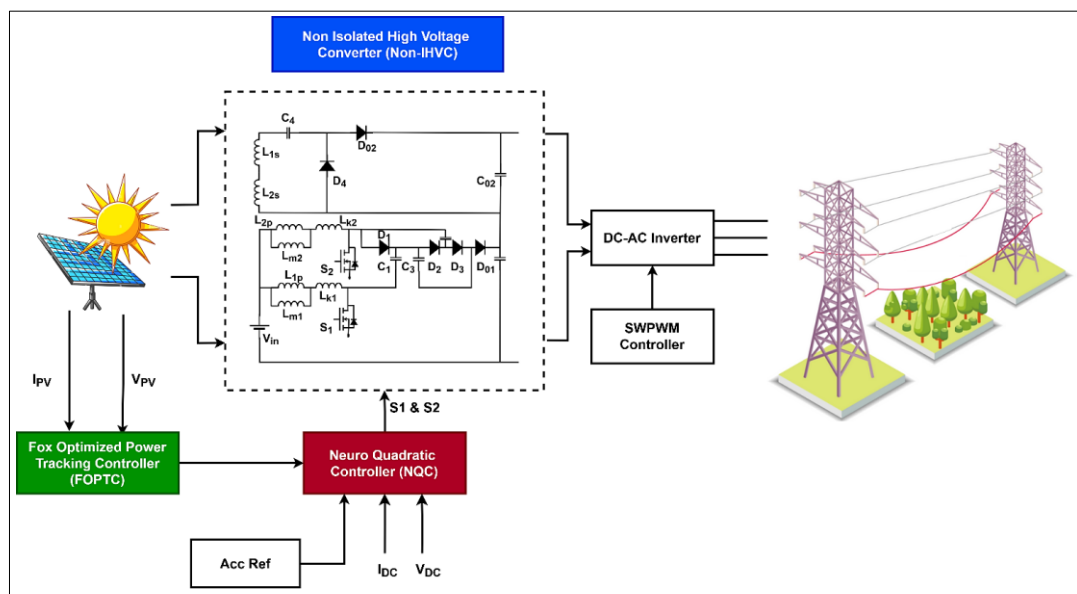 Non Isolated High Voltage
Converter (Non-IHVC)
C4
L1s
D02
D4
C02
L2s
L2p
Lk2
D1
Lm2
S2
C1
C3
D2
D3
D01
L1p
Lk1
Lm1
S1
Vin
DC-AC Inverter
SWPWM
Controller
IPV
VPV
S1 & S2
Fox Optimized Power
Tracking Controller
(FOPTC)
Neuro Quadratic
Controller (NQC)
Acc Ref
IDC
VDC